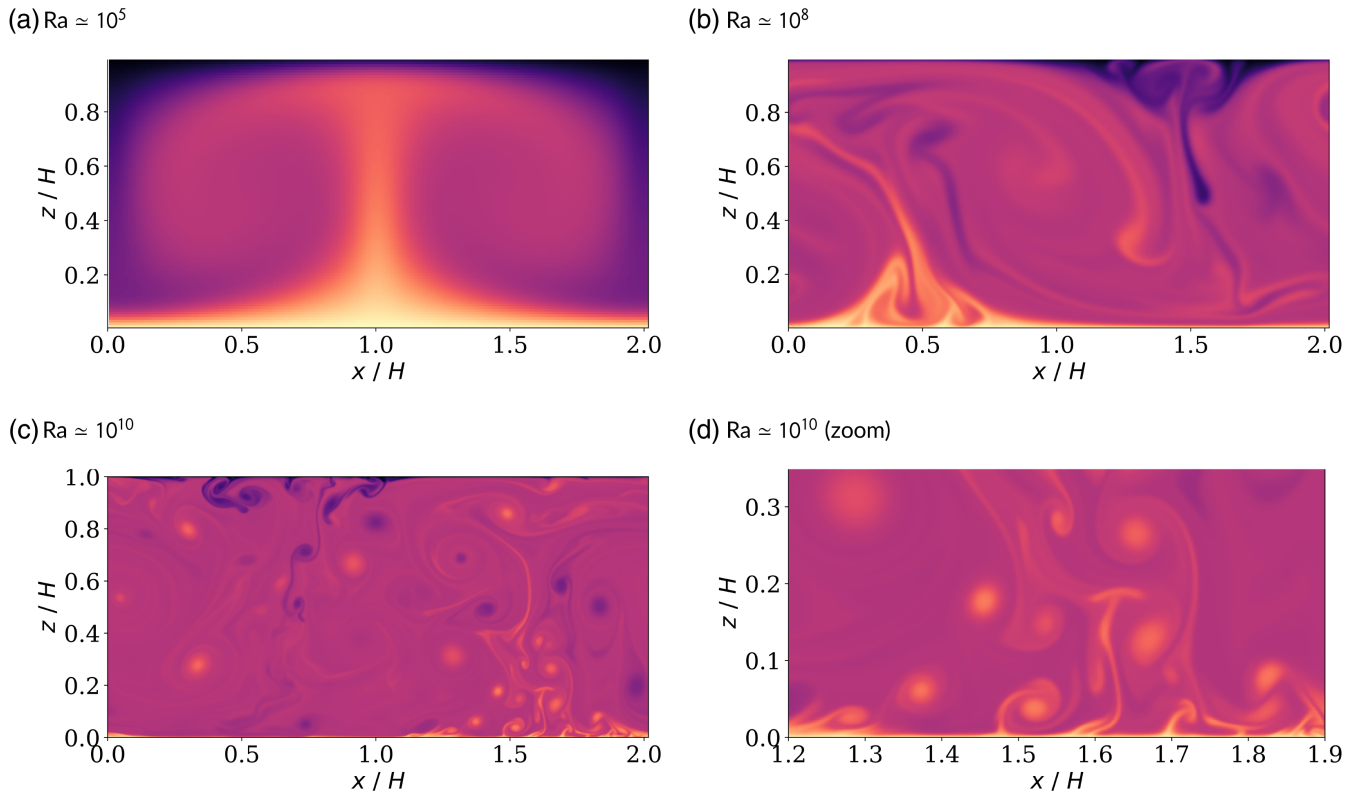 (a) Ra ≃ 10⁵
0.8
0.6
0.4
0.2
z / H
0.0 0.5 1.0 1.5 2.0
x / H
(b) Ra ≃ 10⁸
0.8
0.6
0.4
0.2
z / H
0.0 0.5 1.0 1.5 2.0
x / H
(c) Ra ≃ 10¹⁰
1.0
0.8
0.6
0.4
0.2
0.0
z / H
0.0 0.5 1.0 1.5 2.0
x / H
(d) Ra ≃ 10¹⁰ (zoom)
0.3
0.2
0.1
0.0
z / H
1.2 1.3 1.4 1.5 1.6 1.7 1.8 1.9
x / H